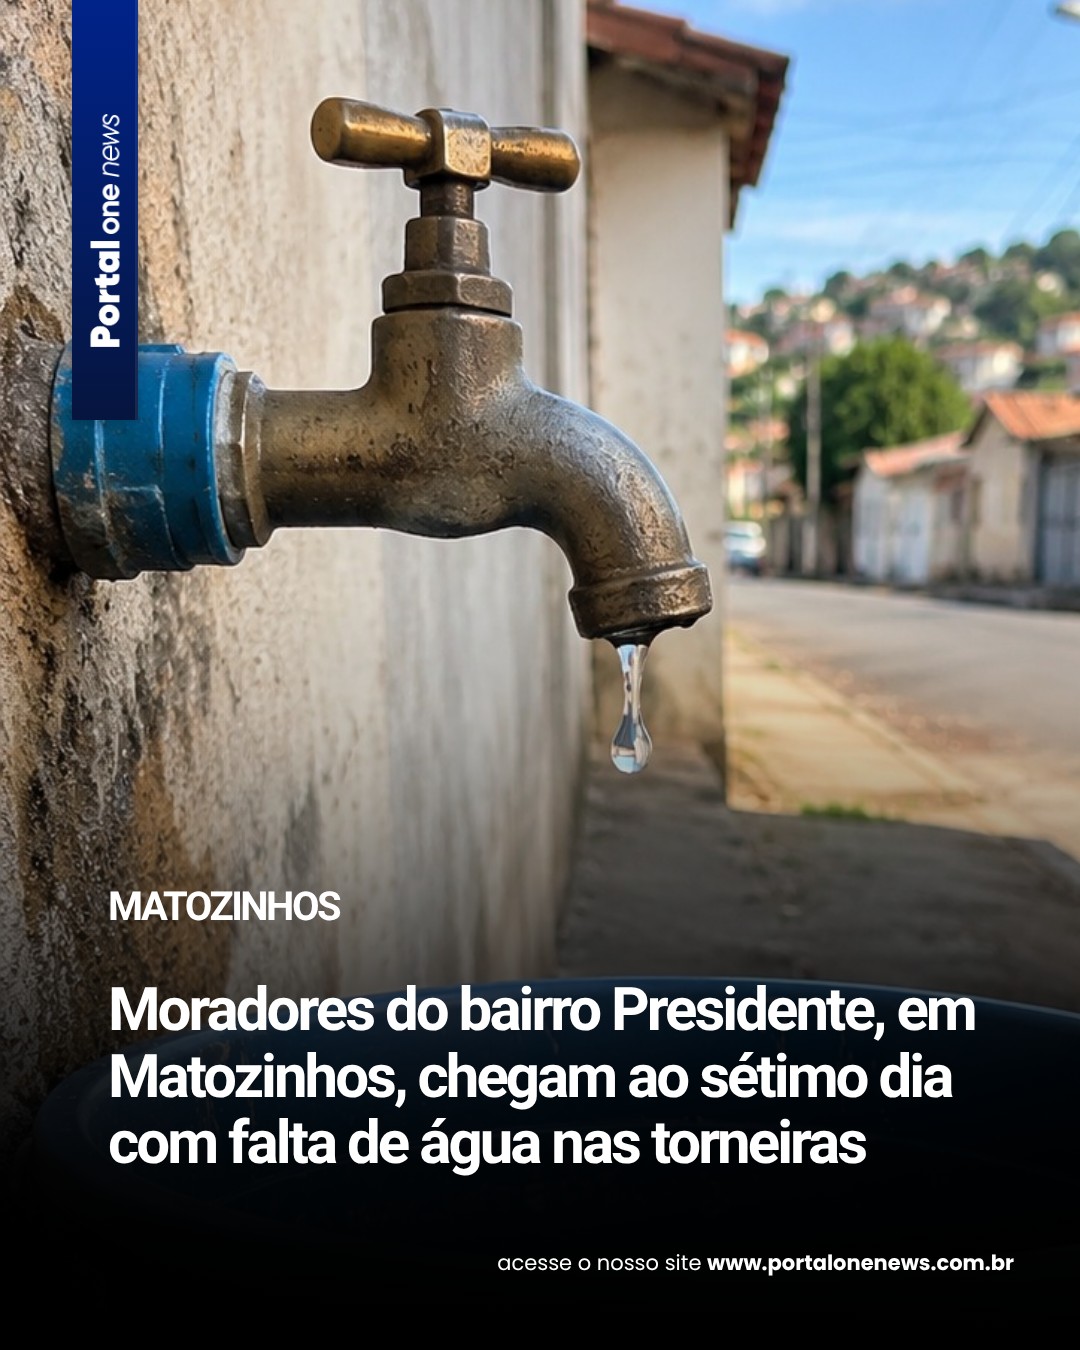 Portal one news
MATOZINHOS
Moradores do bairro Presidente, em
Matozinhos, chegam ao sétimo dia
com falta de água nas torneiras
acesse o nosso site www.portalonenews.com.br